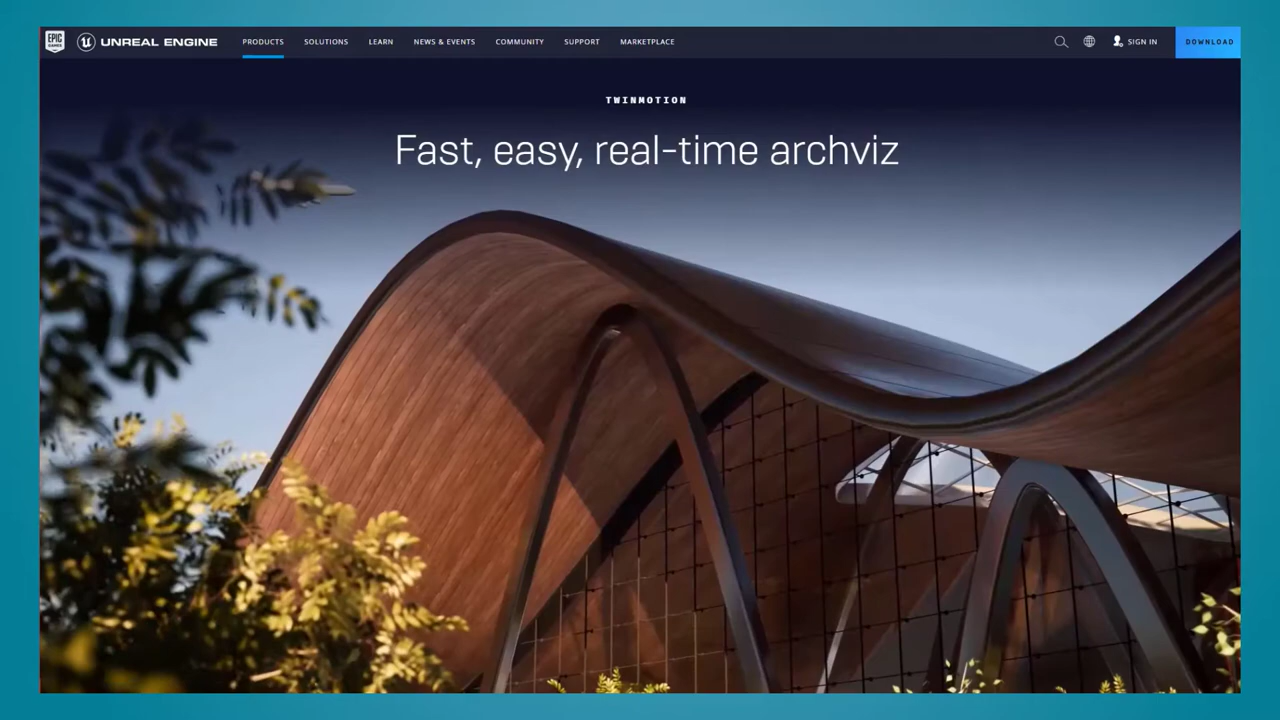 EPIC GAMES
UNREAL ENGINE
PRODUCTS
SOLUTIONS
LEARN
NEWS & EVENTS
COMMUNITY
SUPPORT
MARKETPLACE
SIGN IN
DOWNLOAD
TWINMOTION
Fast, easy, real-time archviz